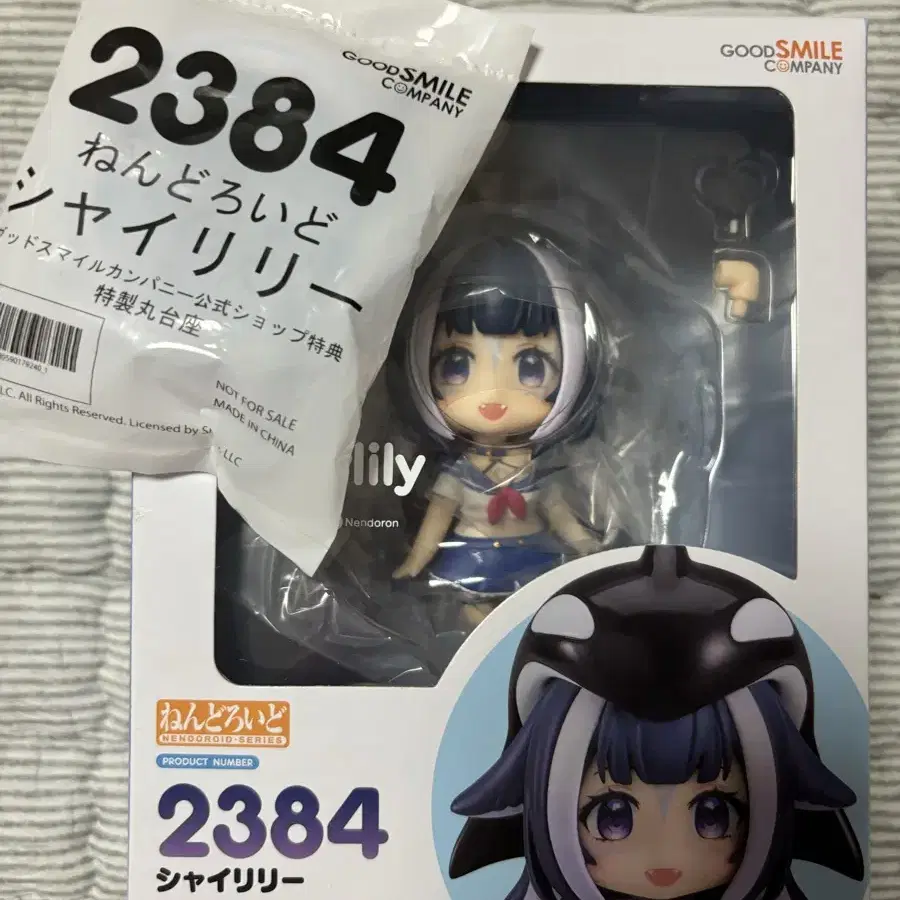 2384
GOOD SMILE
COMPANY
ねんどろいど
シャイリリー
グッドスマイルカンパニー公式ショップ特典
特製丸台座
LLC. All Rights Reserved. Licensed by
LLC
NOT FOR SALE
MADE IN CHINA
GOOD SMILE
COMPANY
lily
Nendoron
ねんどろいど
NENDOROID-SERIES
PRODUCT NUMBER
2384
シャイリリー